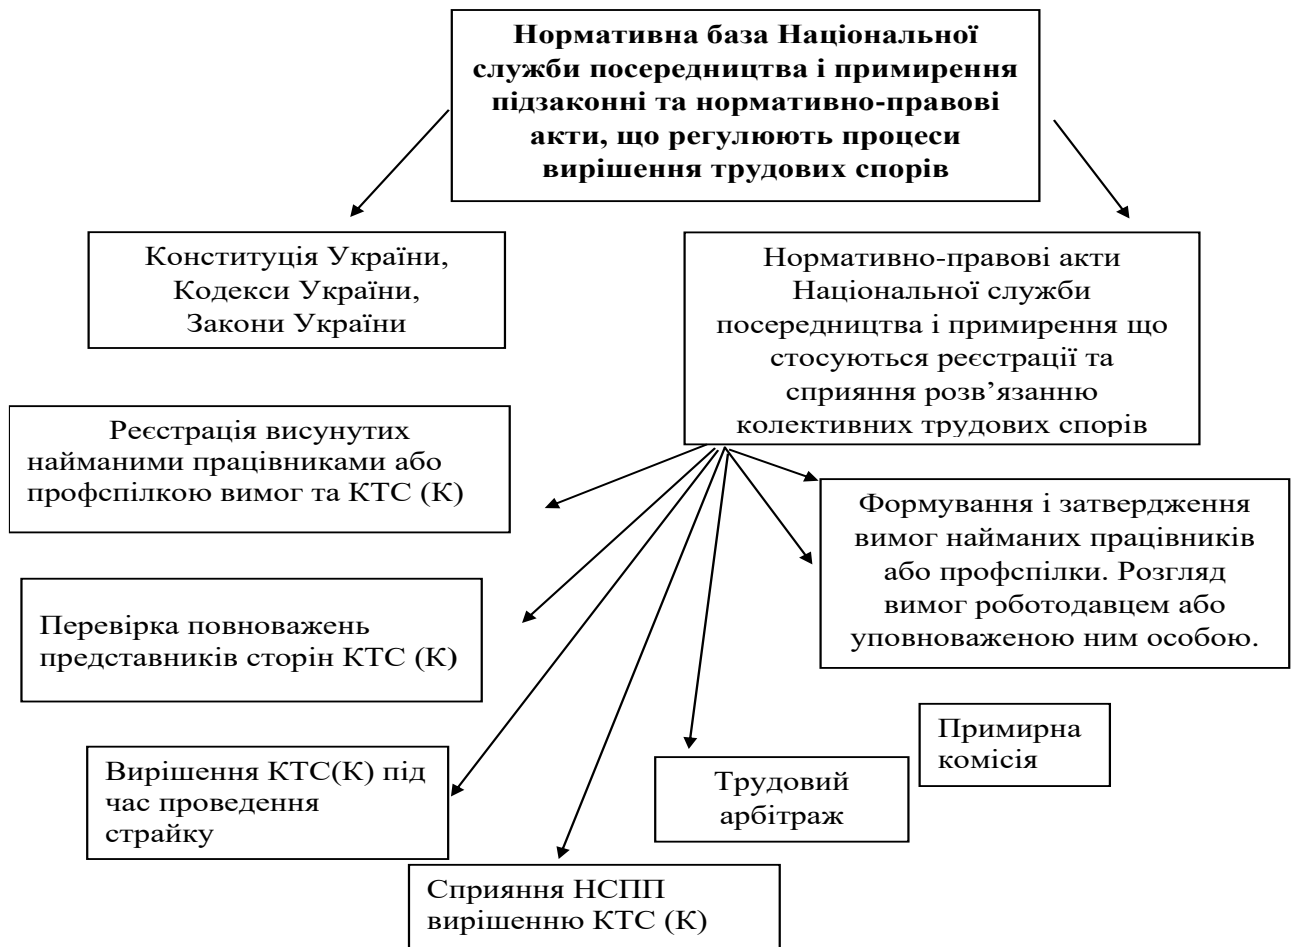 Нормативна база Національної
служби посередництва і примирення
підзаконні та нормативно-правові
акти, що регулюють процеси
вирішення трудових спорів
Конституція України,
Кодекси України,
Закони України
Нормативно-правові акти
Національної служби
посередництва і примирення що
стосуються реєстрації та
сприяння розв’язанню
колективних трудових спорів
Реєстрація висунутих
найманими працівниками або
профспілкою вимог та КТС (К)
Формування і затвердження
вимог найманих працівників
або профспілки. Розгляд
вимог роботодавцем або
уповноваженою ним особою.
Перевірка повноважень
представників сторін КТС (К)
Примирна
комісія
Вирішення КТС(К) під
час проведення
страйку
Трудовий
арбітраж
Сприяння НСПП
вирішенню КТС (К)